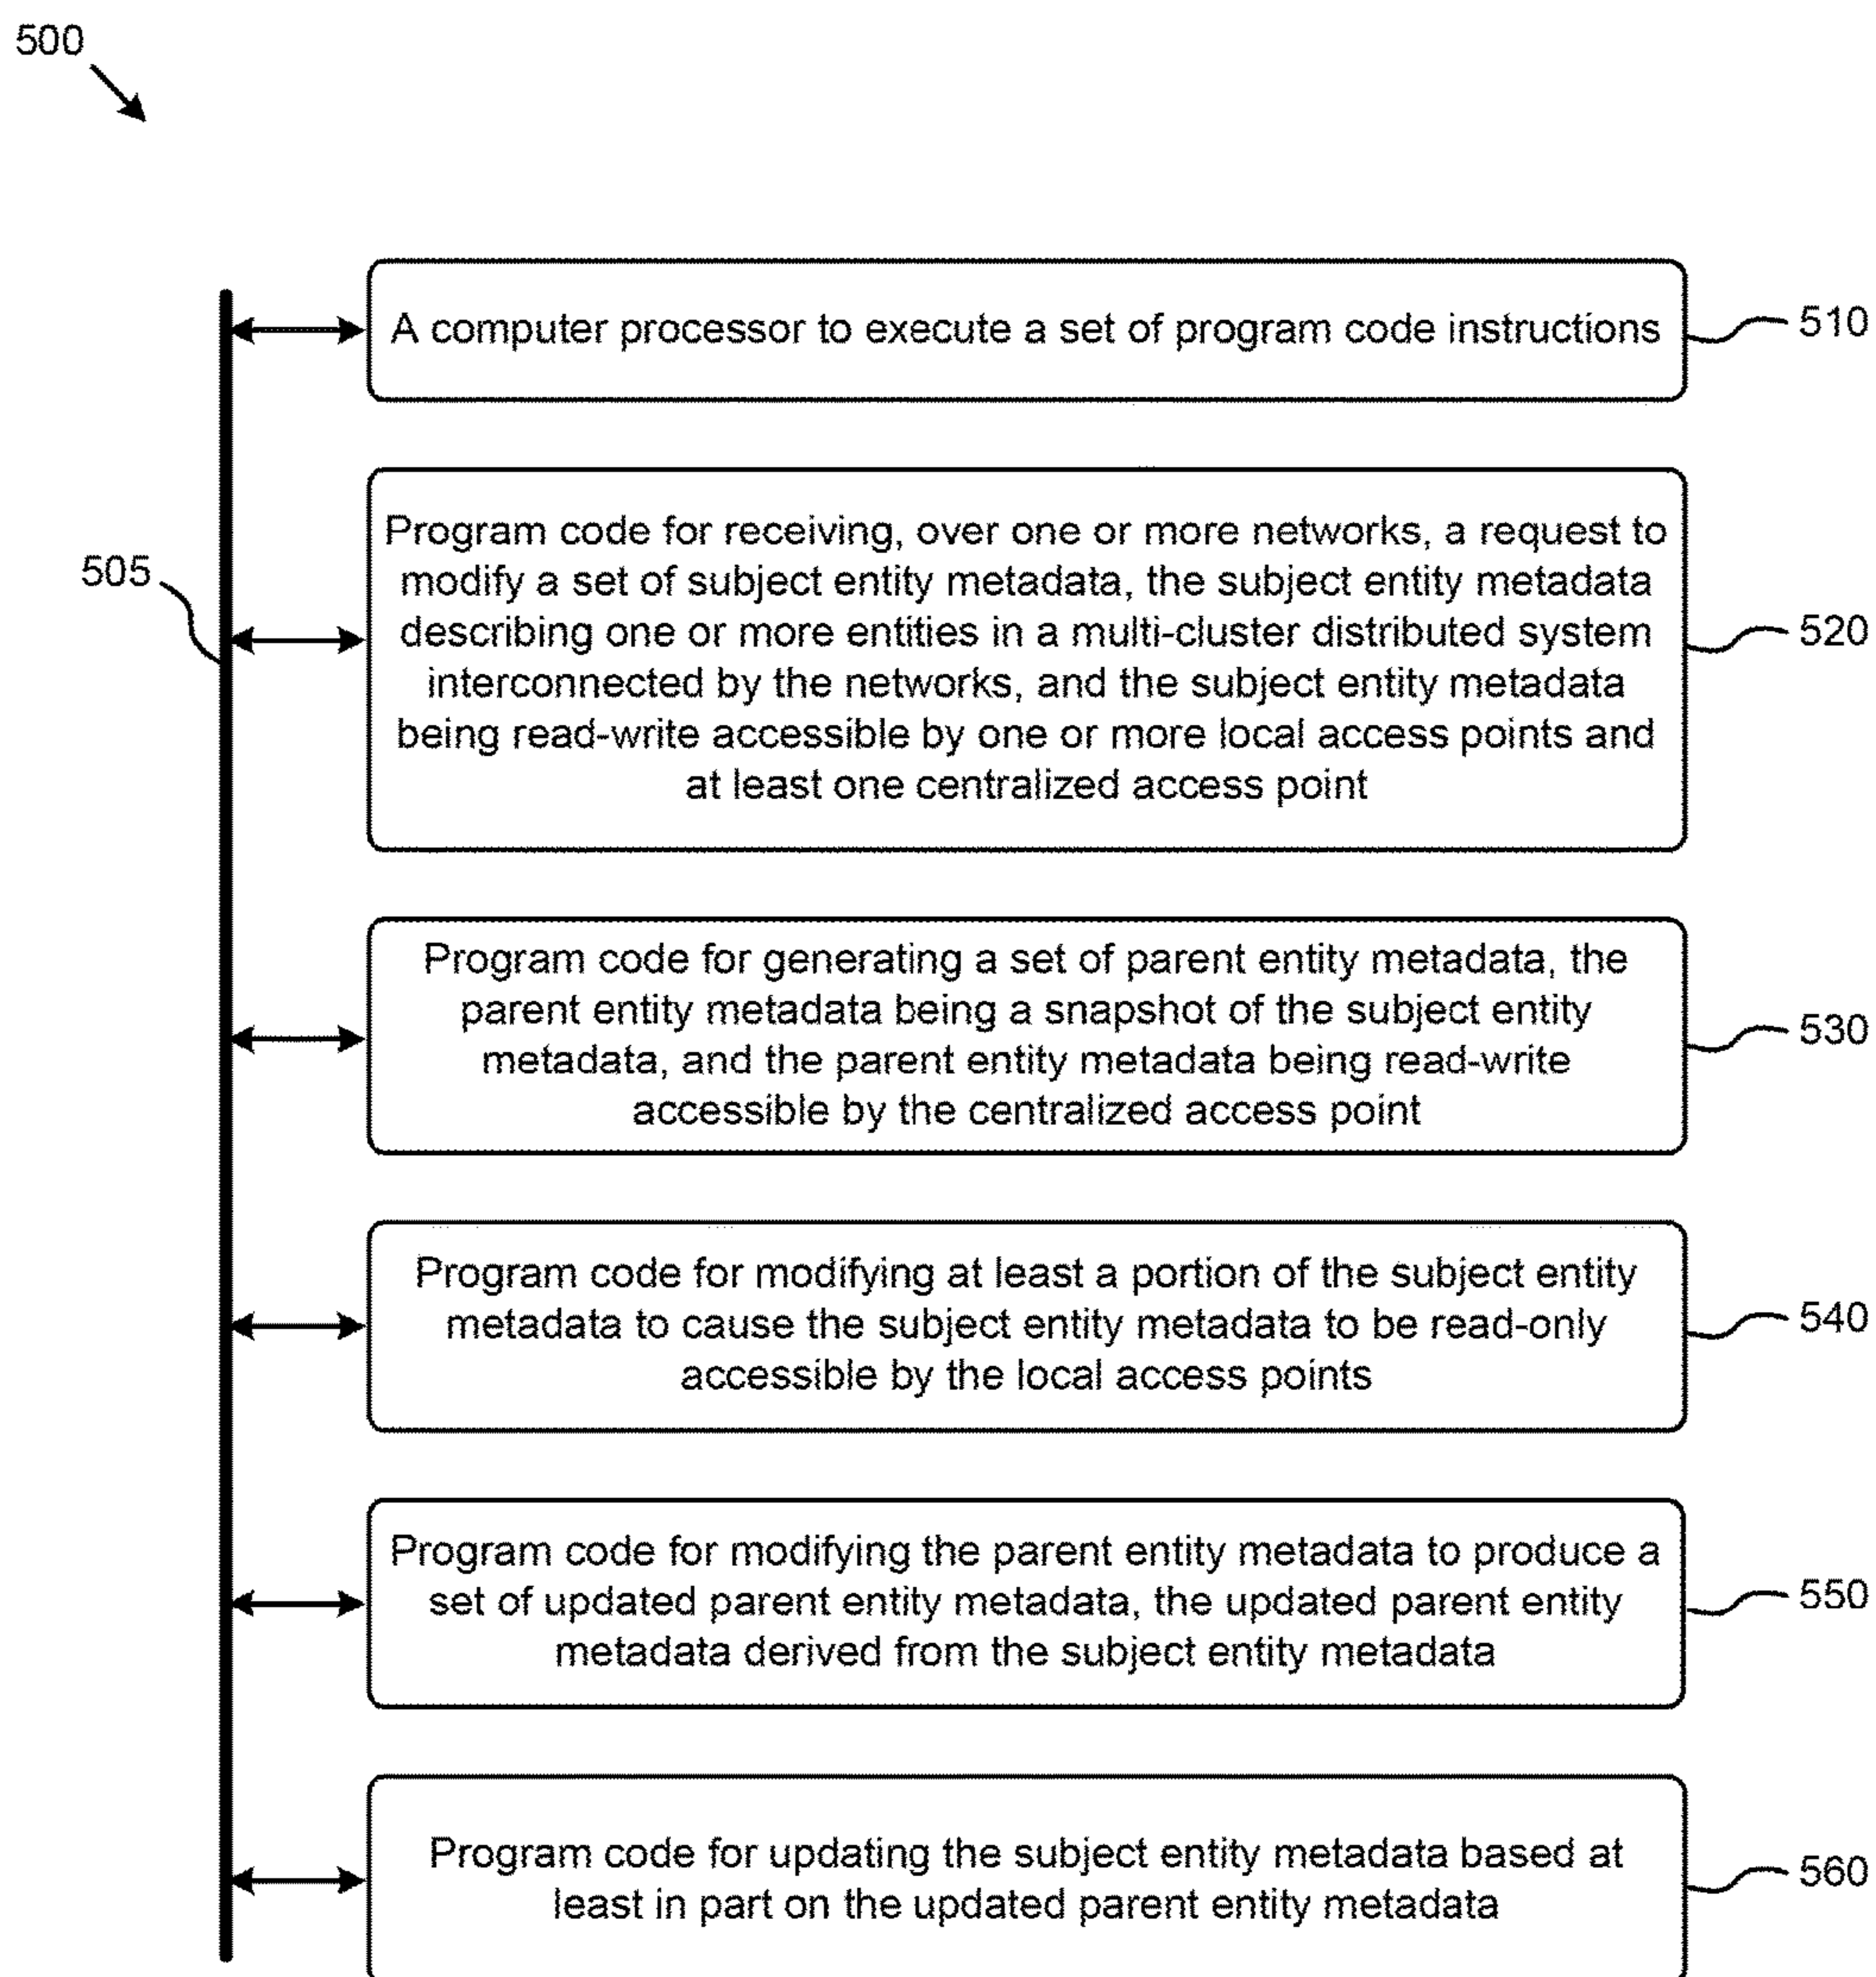 500
A computer processor to execute a set of program code instructions
510
505
Program code for receiving, over one or more networks, a request to
modify a set of subject entity metadata, the subject entity metadata
describing one or more entities in a multi-cluster distributed system
interconnected by the networks, and the subject entity metadata
being read-write accessible by one or more local access points and
at least one centralized access point
520
Program code for generating a set of parent entity metadata, the
parent entity metadata being a snapshot of the subject entity
metadata, and the parent entity metadata being read-write
accessible by the centralized access point
530
Program code for modifying at least a portion of the subject entity
metadata to cause the subject entity metadata to be read-only
accessible by the local access points
540
Program code for modifying the parent entity metadata to produce a
set of updated parent entity metadata, the updated parent entity
metadata derived from the subject entity metadata
550
Program code for updating the subject entity metadata based at
least in part on the updated parent entity metadata
560